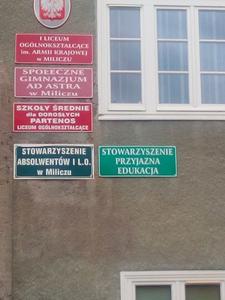 I LICEUM
OGÓLNOKSZTAŁCĄCE
im. ARMII KRAJOWEJ
w MILICZU
SPOŁECZNE
GIMNAZJUM
AD ASTRA
w Miliczu
SZKOŁY ŚREDNIE
dla DOROSŁYCH
PARTENOS
LICEUM OGÓLNOKSZTAŁCĄCE
STOWARZYSZENIE
ABSOLWENTÓW I L.O.
w Miliczu
STOWARZYSZENIE
PRZYJAZNA
EDUKACJA